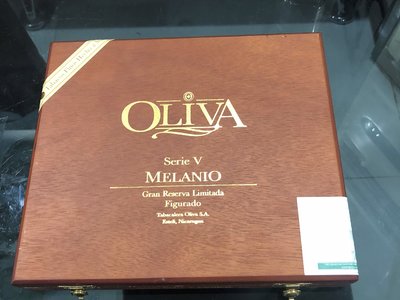 OLIVA
Serie V
MELANIO
Gran Reserva Limitada
Figurado
Tabacalera Oliva S.A.
Estelí, Nicaragua